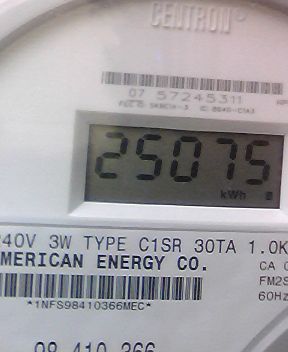 CENTRON
07 57245311
25075
kWh
240V 3W TYPE C1SR 30TA 1.0K
AMERICAN ENERGY CO.
CA 0
FM2S
60Hz
*1NFS98410366MEC*
98 410 366